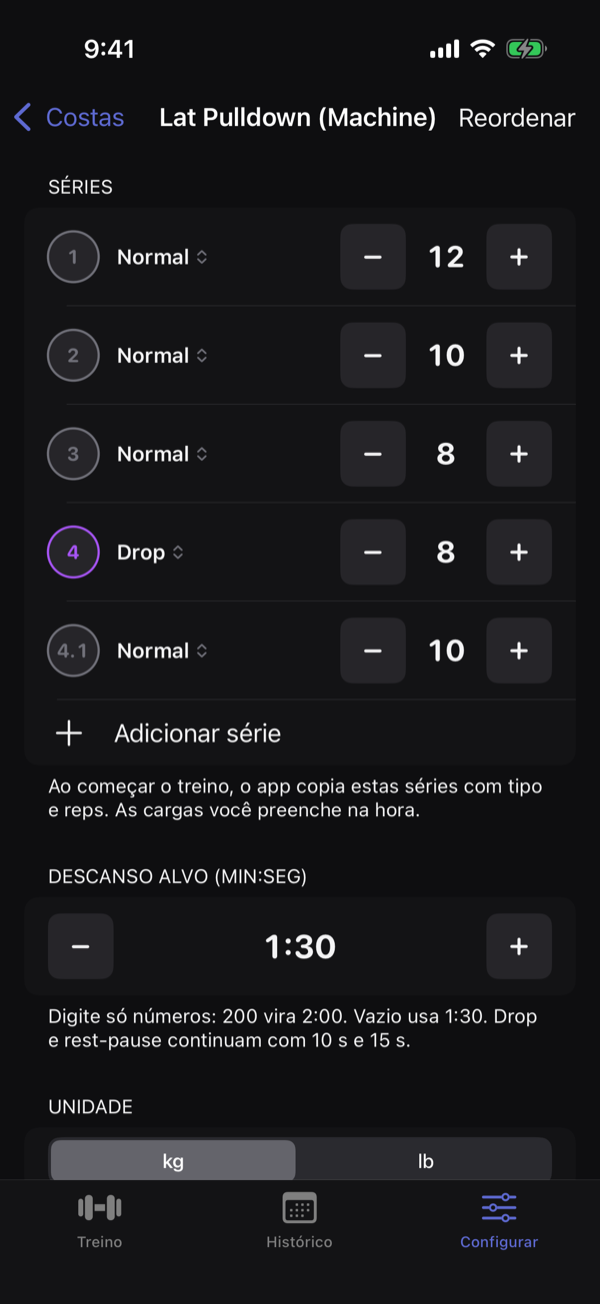 9:41
Costas
Lat Pulldown (Machine)
Reordenar
SÉRIES
1 Normal − 12 +
2 Normal − 10 +
3 Normal − 8 +
4 Drop − 8 +
4.1 Normal − 10 +
+ Adicionar série
Ao começar o treino, o app copia estas séries com tipo
e reps. As cargas você preenche na hora.
DESCANSO ALVO (MIN:SEG)
− 1:30 +
Digite só números: 200 vira 2:00. Vazio usa 1:30. Drop
e rest-pause continuam com 10 s e 15 s.
UNIDADE
kg lb
Treino Histórico Configurar